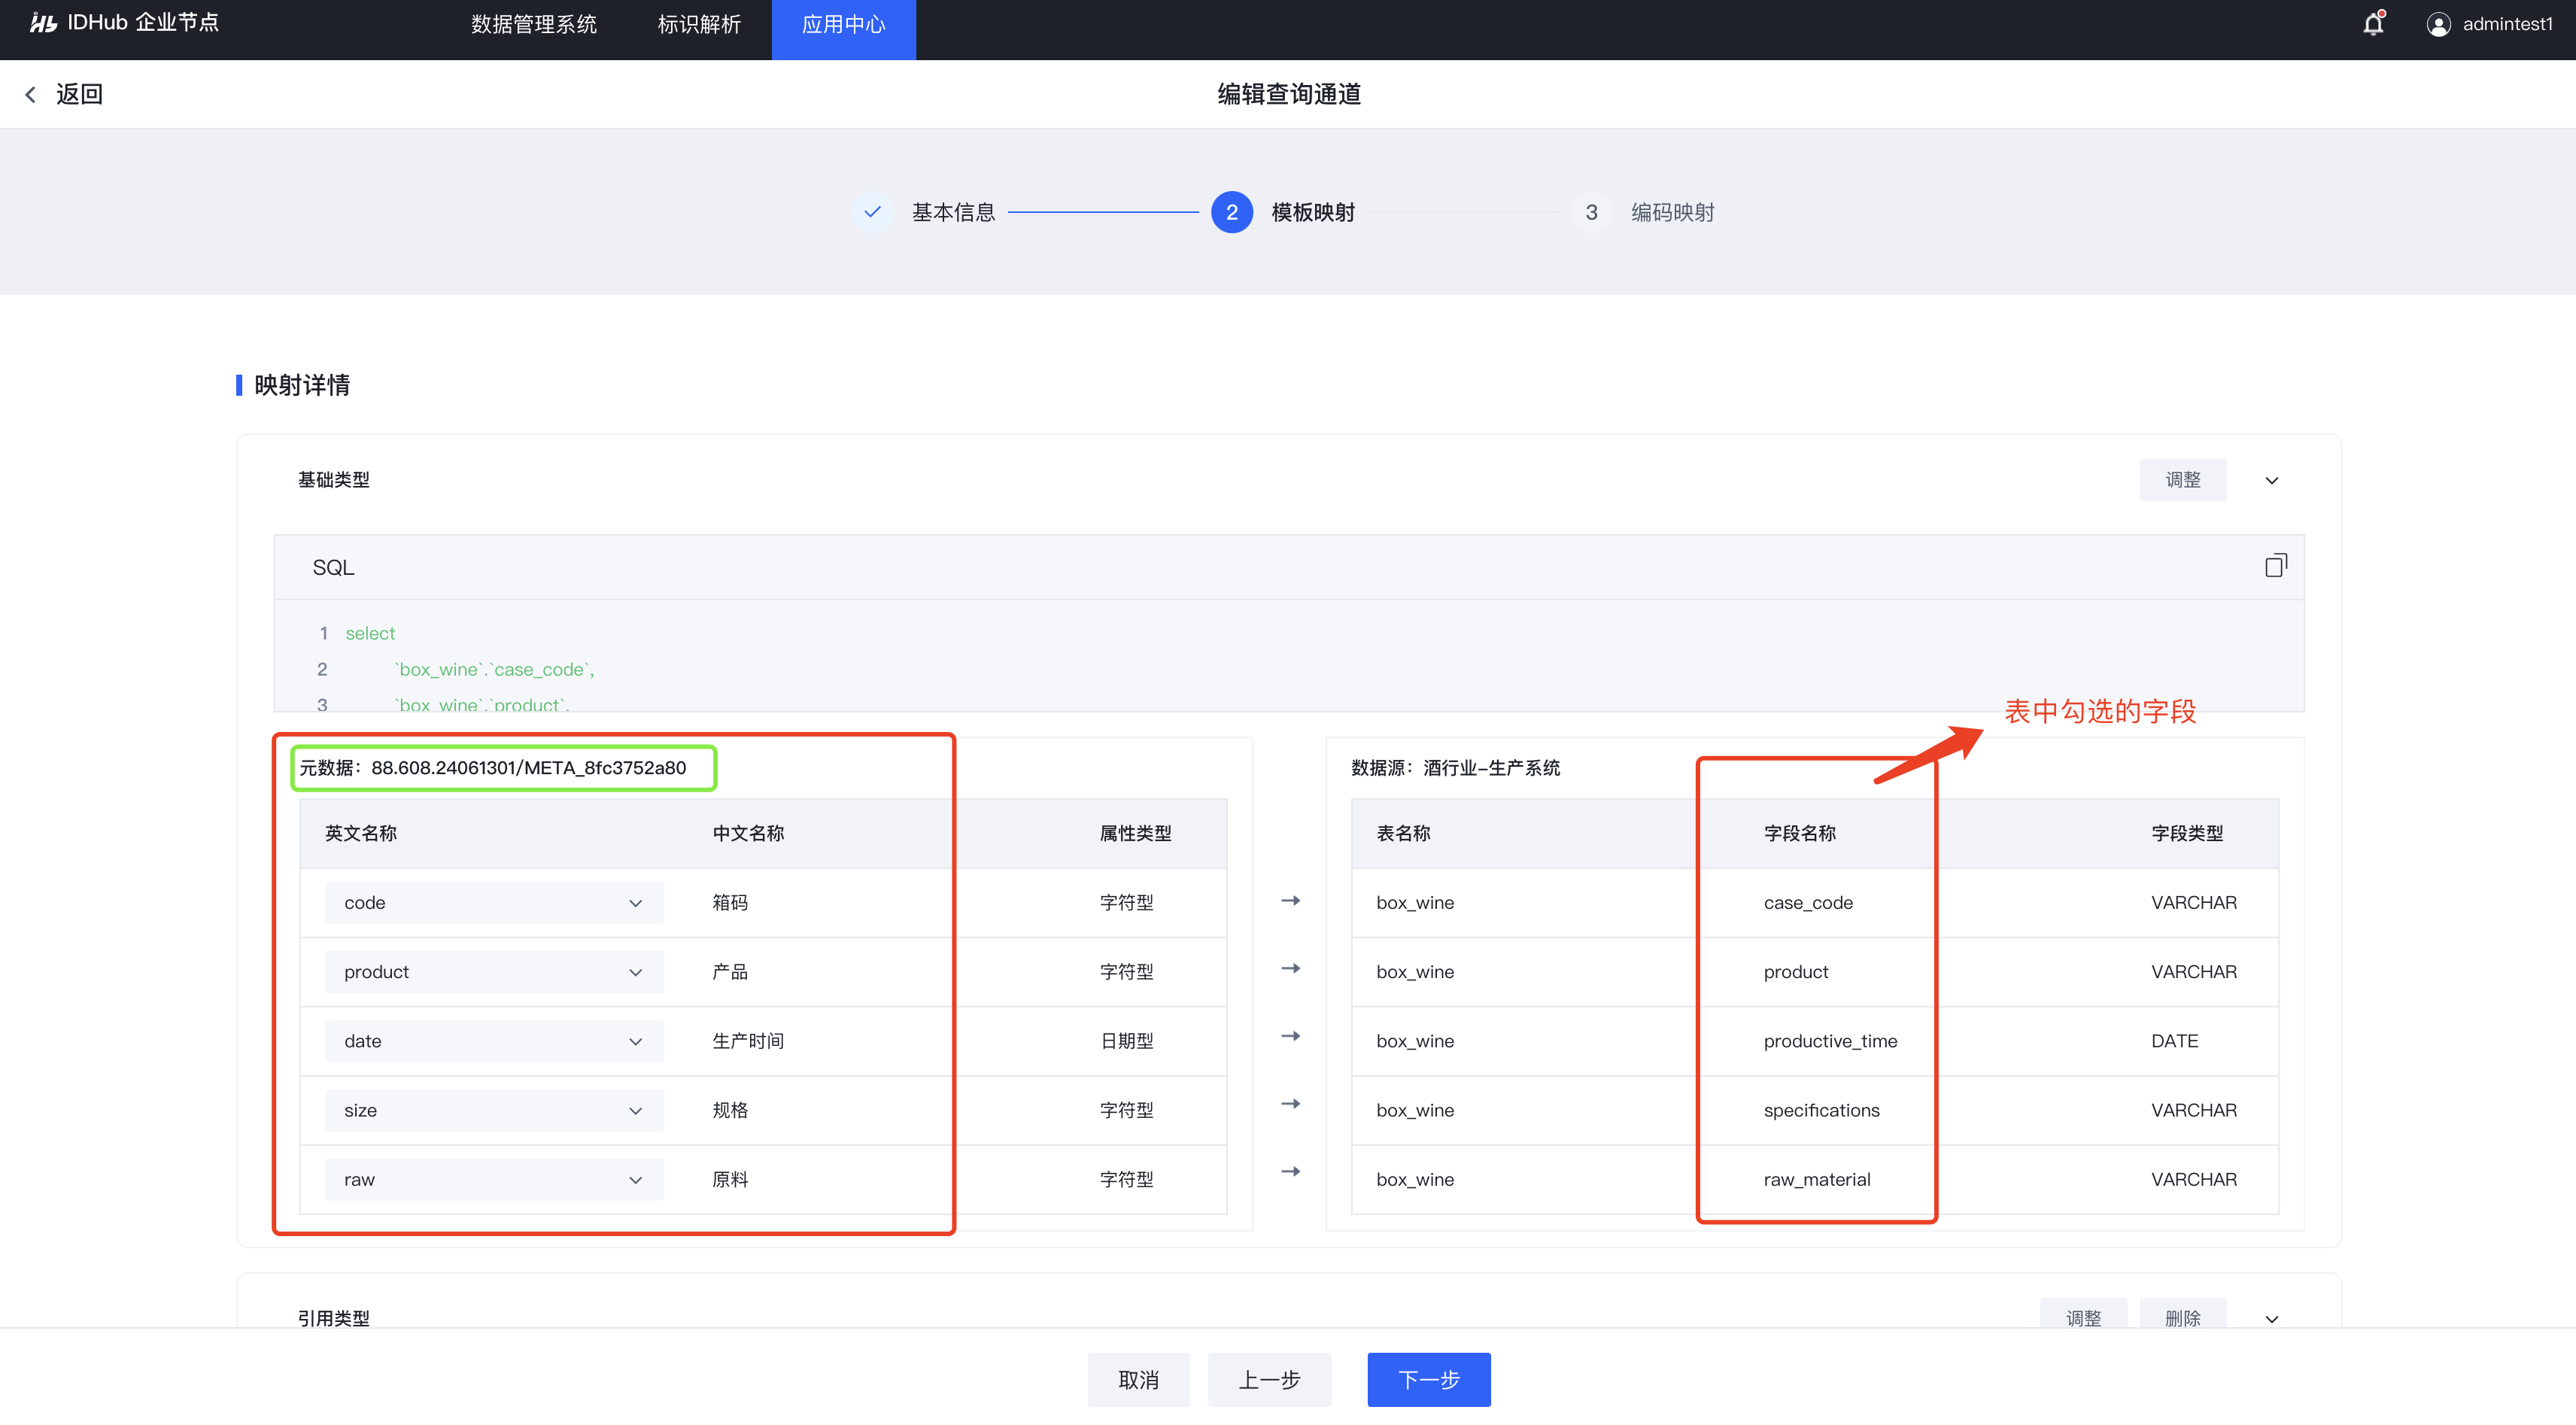 IDHub 企业节点 数据管理系统 标识解析 应用中心 admintest1
返回 编辑查询通道
基本信息 2 模板映射 3 编码映射
映射详情
基础类型 调整
SQL
1 select
2 `box_wine`.`case_code`,
3 `box_wine`.`product`,
表中勾选的字段
元数据：88.608.24061301/META_8fc3752a80 数据源：酒行业-生产系统
英文名称 中文名称 属性类型 表名称 字段名称 字段类型
code 箱码 字符型 → box_wine case_code VARCHAR
product 产品 字符型 → box_wine product VARCHAR
date 生产时间 日期型 → box_wine productive_time DATE
size 规格 字符型 → box_wine specifications VARCHAR
raw 原料 字符型 → box_wine raw_material VARCHAR
引用类型 调整 删除
取消 上一步 下一步